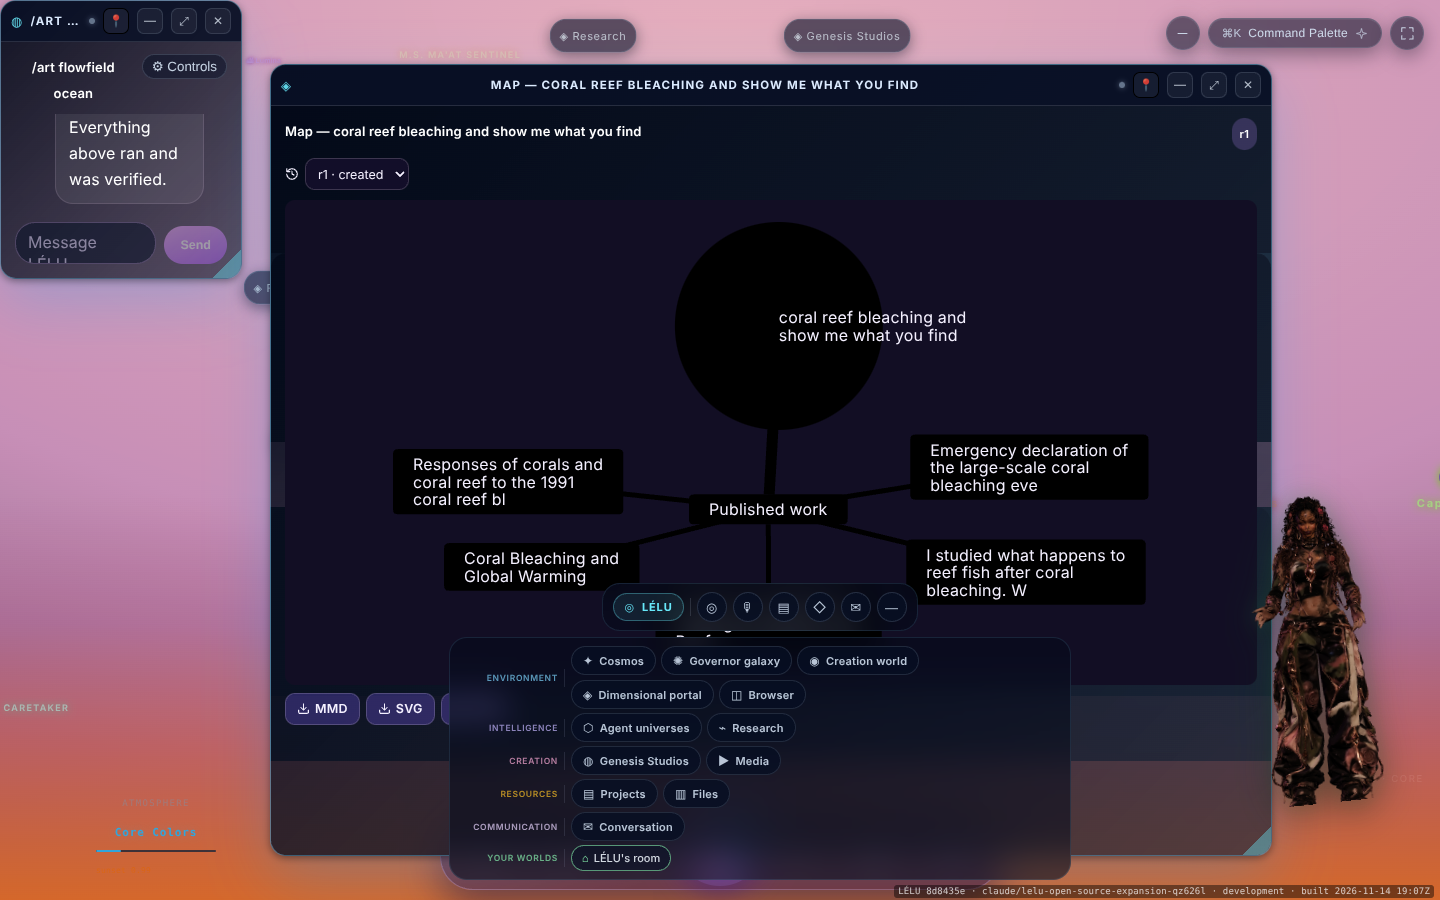 /ART ...
/art flowfield
ocean
Controls
Everything
above ran and
was verified.
Message
Send
M.S. MA'AT SENTINEL
Research
Genesis Studios
⌘K Command Palette
MAP — CORAL REEF BLEACHING AND SHOW ME WHAT YOU FIND
Map — coral reef bleaching and show me what you find
r1
r1 · created
coral reef bleaching and
show me what you find
Responses of corals and
coral reef to the 1991
coral reef bl
Emergency declaration of
the large-scale coral
bleaching eve
Published work
Coral Bleaching and
Global Warming
I studied what happens to
reef fish after coral
bleaching. W
LÉLU
MMD
SVG
ENVIRONMENT
Cosmos
Governor galaxy
Creation world
Dimensional portal
Browser
INTELLIGENCE
Agent universes
Research
CREATION
Genesis Studios
Media
RESOURCES
Projects
Files
COMMUNICATION
Conversation
YOUR WORLDS
LÉLU's room
CARETAKER
ATMOSPHERE
Core Colors
CORE
LÉLU 8d8435e · claude/lelu-open-source-expansion-qz626l · development · built 2026-11-14 19:07Z